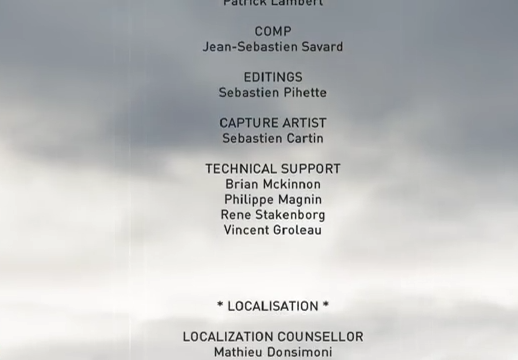 Patrick Lambert
COMP
Jean-Sebastien Savard
EDITINGS
Sebastien Pihette
CAPTURE ARTIST
Sebastien Cartin
TECHNICAL SUPPORT
Brian Mckinnon
Philippe Magnin
Rene Stakenborg
Vincent Groleau
* LOCALISATION *
LOCALIZATION COUNSELLOR
Mathieu Donsimoni